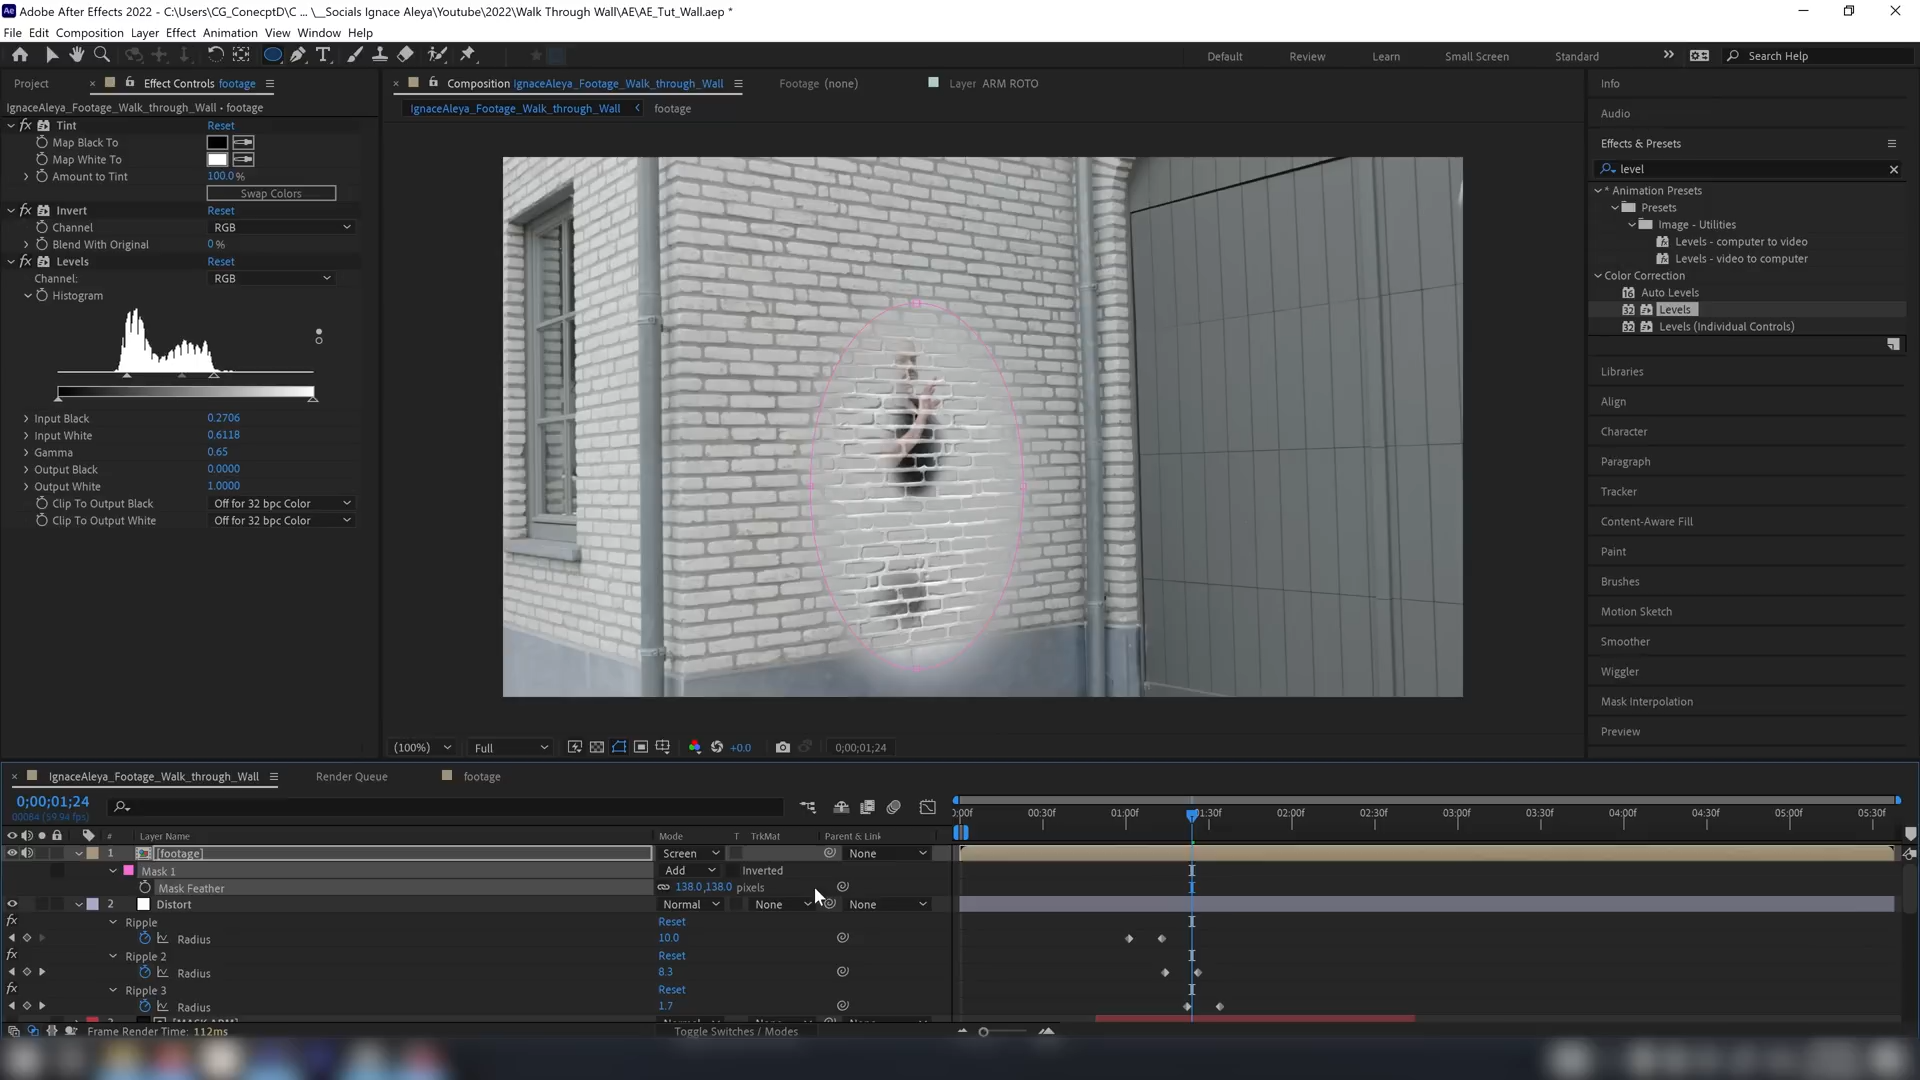 Adobe After Effects 2022 - C:\Users\CG_ConecptD\C ... \__Socials Ignace Aleya\Youtube\2022\Walk Through Wall\AE\AE_Tut_Wall.aep *
File Edit Composition Layer Effect Animation View Window Help
Default Review Learn Small Screen Standard Search Help
Project Effect Controls footage
Composition IgnaceAleya_Footage_Walk_through_Wall Footage (none) Layer ARM ROTO
IgnaceAleya_Footage_Walk_through_Wall • footage
IgnaceAleya_Footage_Walk_through_Wall footage
Tint Reset
Map Black To
Map White To
Amount to Tint 100.0%
Swap Colors
Invert Reset
Channel RGB
Blend With Original 0%
Levels Reset
Channel: RGB
Histogram
Input Black 0.2706
Input White 0.6118
Gamma 0.65
Output Black 0.0000
Output White 1.0000
Clip To Output Black Off for 32 bpc Color
Clip To Output White Off for 32 bpc Color
(100%) Full +0.0 0;00;01;24
Info
Audio
Effects & Presets
level
* Animation Presets
Presets
Image - Utilities
Levels - computer to video
Levels - video to computer
Color Correction
Auto Levels
Levels
Levels (Individual Controls)
Libraries
Align
Character
Paragraph
Tracker
Content-Aware Fill
Paint
Brushes
Motion Sketch
Smoother
Wiggler
Mask Interpolation
Preview
IgnaceAleya_Footage_Walk_through_Wall Render Queue footage
0;00;01;24
00084 (59.94 fps)
:00f 00:30f 01:00f 01:30f 02:00f 02:30f 03:00f 03:30f 04:00f 04:30f 05:00f 05:30f
# Layer Name Mode T TrkMat Parent & Link
1 [footage] Screen None
Mask 1 Add Inverted
Mask Feather 138.0,138.0 pixels
2 Distort Normal None None
Ripple Reset
Radius 10.0
Ripple 2 Reset
Radius 8.3
Ripple 3 Reset
Radius 1.7
Frame Render Time: 112ms Toggle Switches / Modes